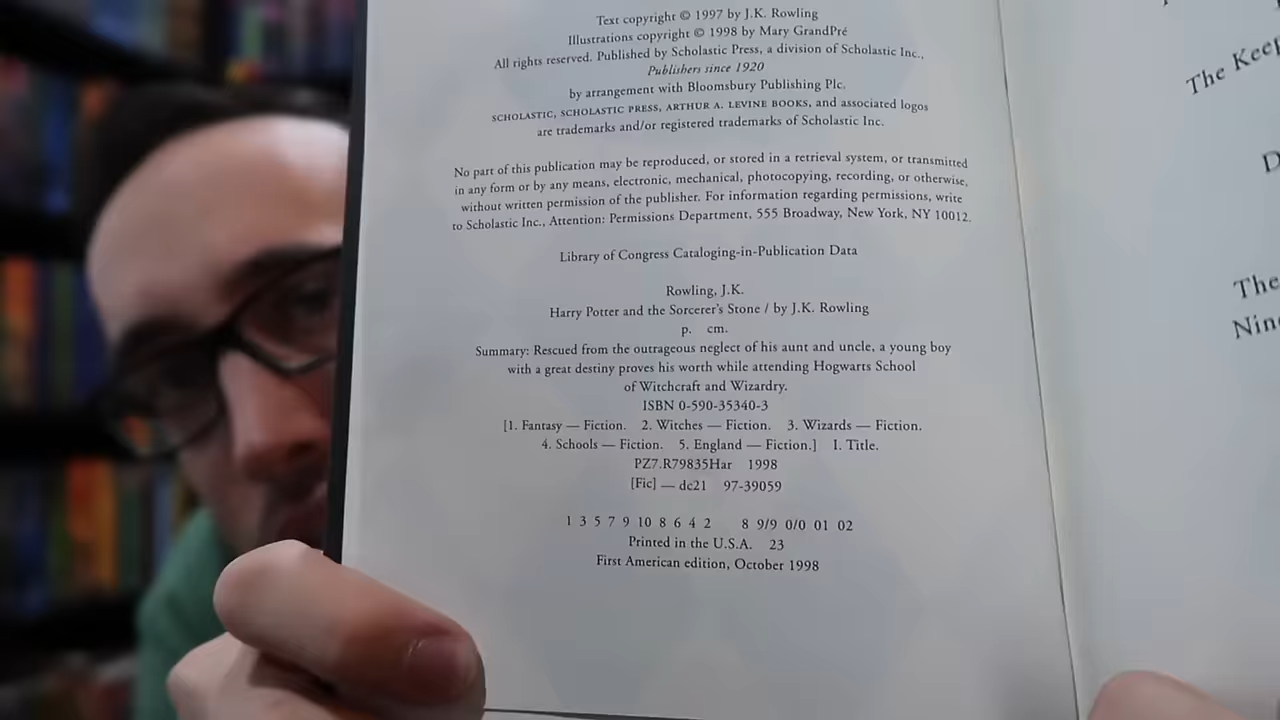 Text copyright © 1997 by J.K. Rowling
Illustrations copyright © 1998 by Mary GrandPré
All rights reserved. Published by Scholastic Press, a division of Scholastic Inc.,
Publishers since 1920
by arrangement with Bloomsbury Publishing Plc.
SCHOLASTIC, SCHOLASTIC PRESS, ARTHUR A. LEVINE BOOKS, and associated logos
are trademarks and/or registered trademarks of Scholastic Inc.
No part of this publication may be reproduced, or stored in a retrieval system, or transmitted
in any form or by any means, electronic, mechanical, photocopying, recording, or otherwise,
without written permission of the publisher. For information regarding permissions, write
to Scholastic Inc., Attention: Permissions Department, 555 Broadway, New York, NY 10012.
Library of Congress Cataloging-in-Publication Data
Rowling, J.K.
Harry Potter and the Sorcerer's Stone / by J.K. Rowling
p. cm.
Summary: Rescued from the outrageous neglect of his aunt and uncle, a young boy
with a great destiny proves his worth while attending Hogwarts School
of Witchcraft and Wizardry.
ISBN 0-590-35340-3
[1. Fantasy — Fiction. 2. Witches — Fiction. 3. Wizards — Fiction.
4. Schools — Fiction. 5. England — Fiction.] I. Title.
PZ7.R79835Har 1998
[Fic] — dc21 97-39059
1 3 5 7 9 10 8 6 4 2 8 9/9 0/0 01 02
Printed in the U.S.A. 23
First American edition, October 1998
The Keep
D
The
Nin